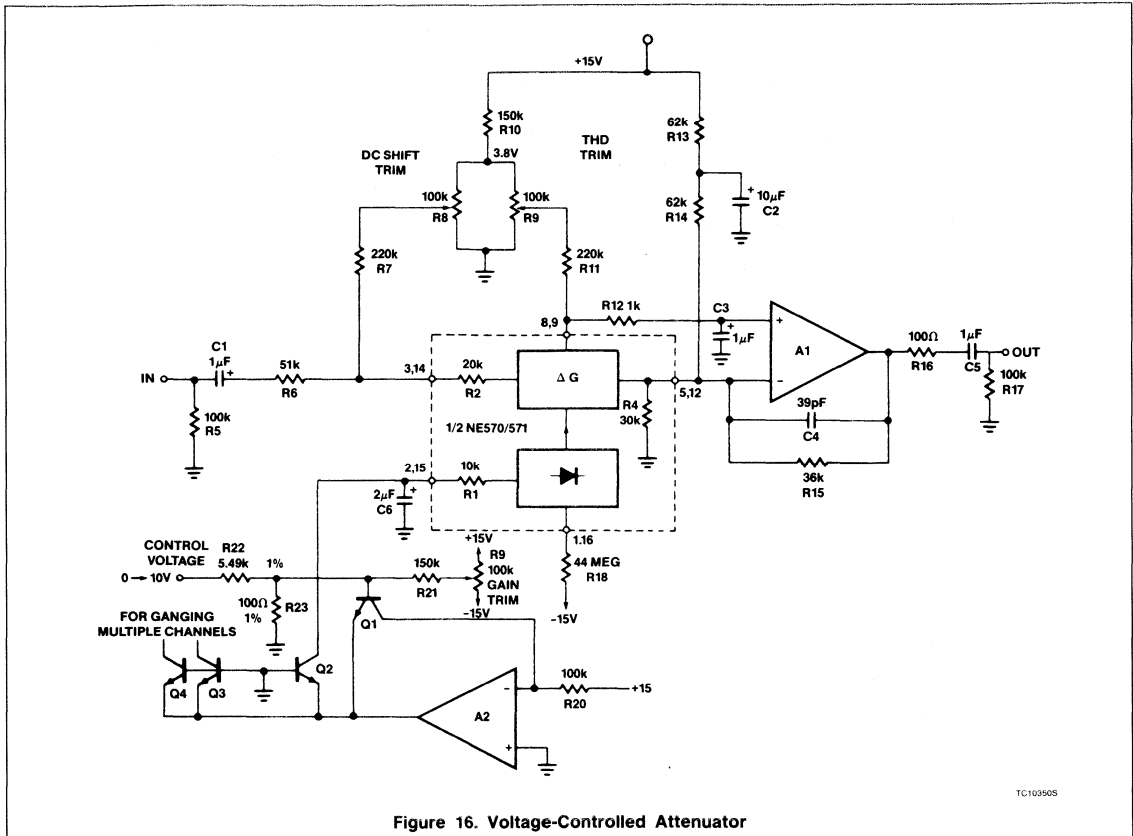 +15V
150k
R10
THD
TRIM
DC SHIFT
TRIM
3.8V
62k
R13
100k
R8
100k
R9
62k
R14
+
10µF
C2
220k
R7
220k
R11
R12 1k
C3
+
1µF
8,9
+
A1
−
100Ω
R16
1µF
C5
OUT
100k
R17
C1
1µF
+
IN
51k
R6
100k
R5
3,14
20k
R2
Δ G
R4
30k
5,12
39pF
C4
36k
R15
1/2 NE570/571
2,15
10k
R1
2µF
C6
+
1.16
44 MEG
R18
−15V
CONTROL
VOLTAGE
0 → 10V
R22
5.49k
1%
100Ω
1%
R23
150k
R21
+15V
R9
100k
GAIN
TRIM
−15V
FOR GANGING
MULTIPLE CHANNELS
Q1
Q2
Q3
Q4
A2
−
+
100k
R20
+15
TC10350S
Figure 16. Voltage-Controlled Attenuator